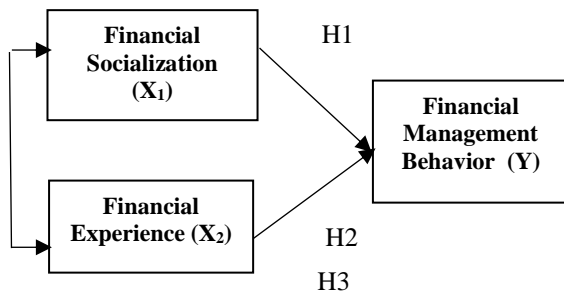 Financial
Socialization
(X₁)
H1
Financial
Management
Behavior (Y)
Financial
Experience (X₂)
H2
H3